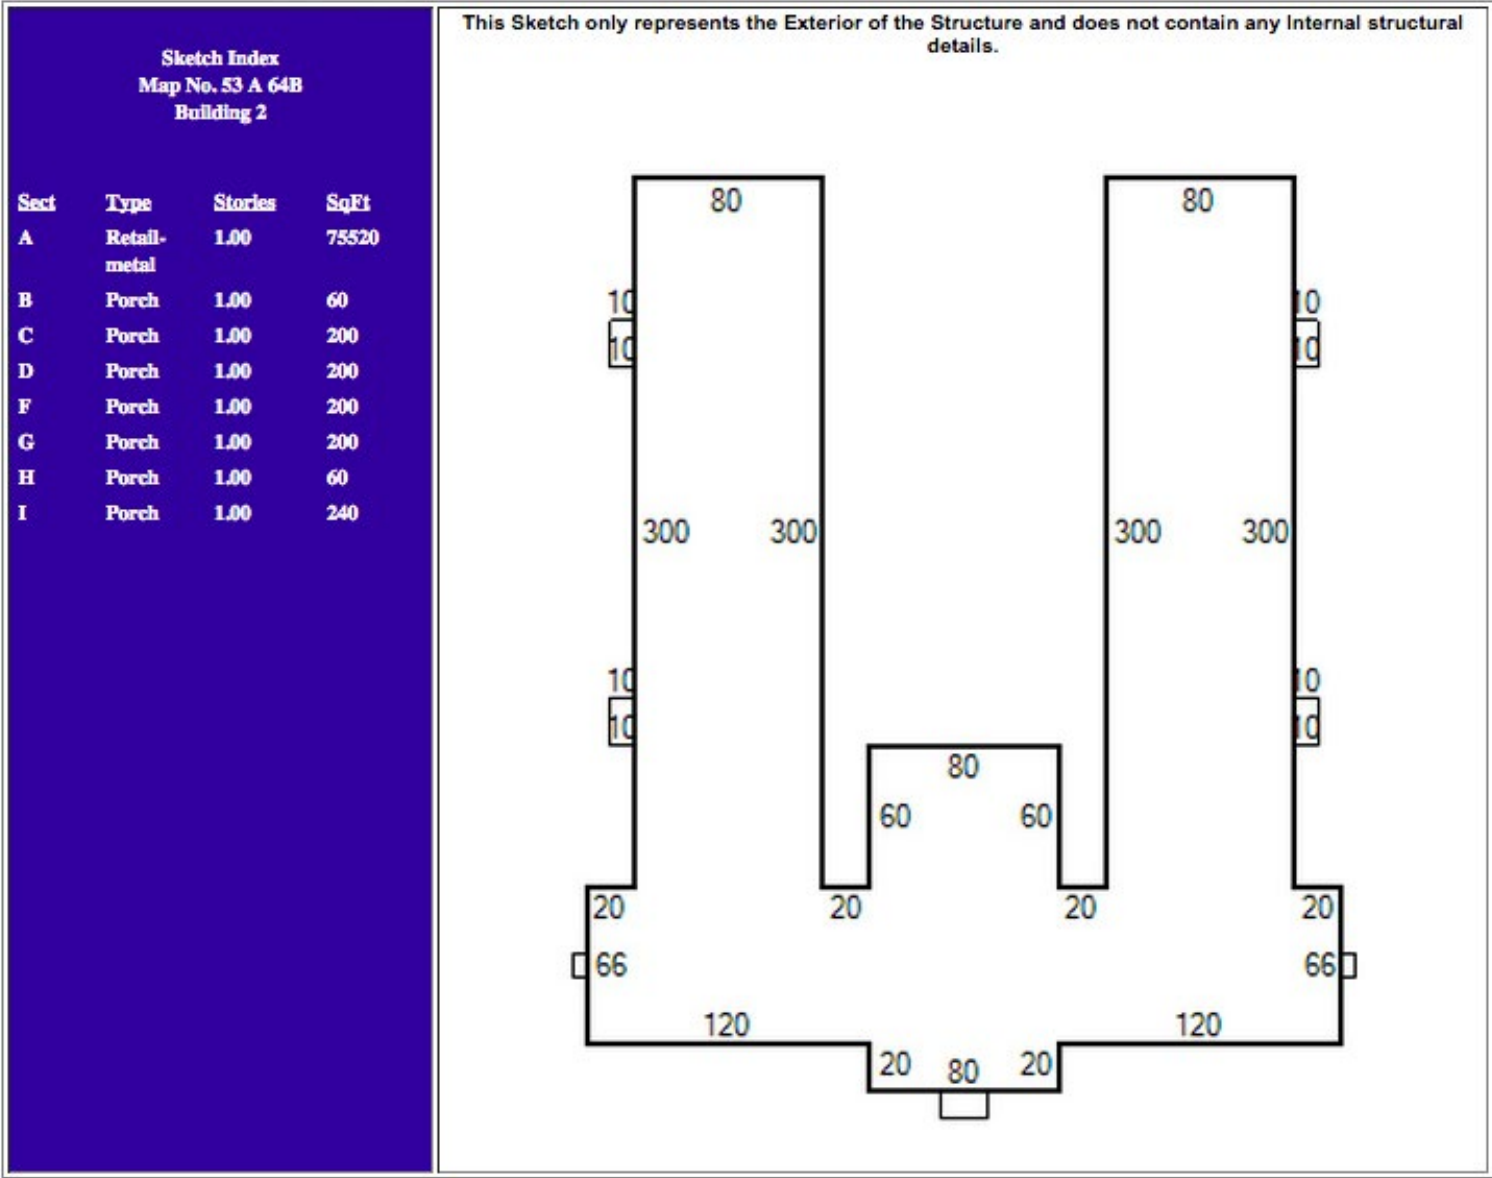 Sketch Index
Map No. 53 A 64B
Building 2
Sect Type Stories SqFt
A Retail- 1.00 75520
metal
B Porch 1.00 60
C Porch 1.00 200
D Porch 1.00 200
F Porch 1.00 200
G Porch 1.00 200
H Porch 1.00 60
I Porch 1.00 240
This Sketch only represents the Exterior of the Structure and does not contain any Internal structural
details.
80 80
10 10
10 10
300 300 300 300
10 10
10 10
80
60 60
20 20 20 20
66 66
120 120
20 80 20